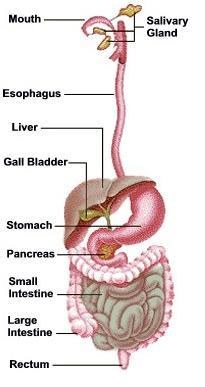 Mouth
Salivary
Gland
Esophagus
Liver
Gall Bladder
Stomach
Pancreas
Small
Intestine
Large
Intestine
Rectum